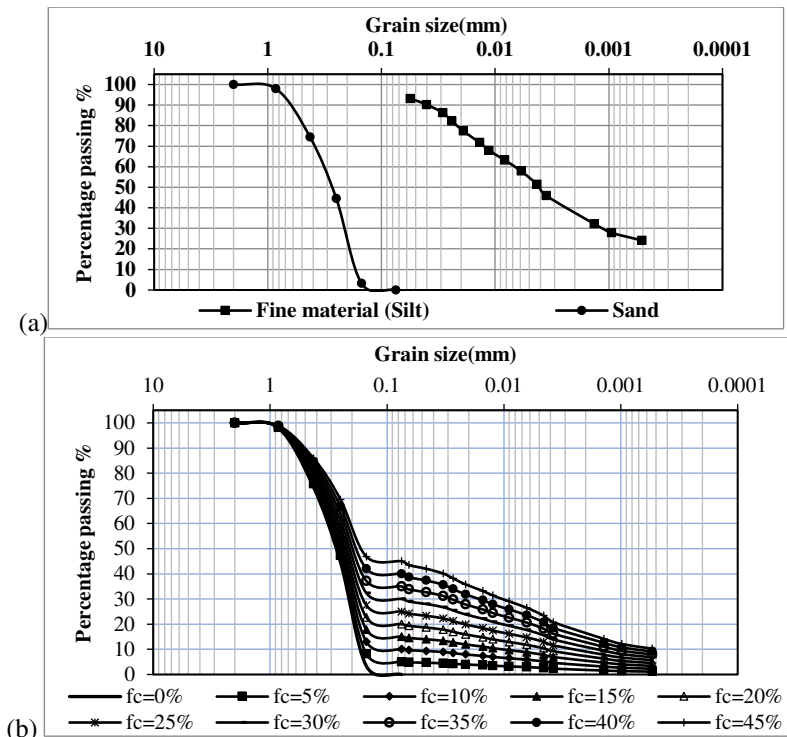 Grain size(mm)
10 1 0.1 0.01 0.001 0.0001
Percentage passing %
100
90
80
70
60
50
40
30
20
10
0
Fine material (Silt) Sand
(a)
Grain size(mm)
10 1 0.1 0.01 0.001 0.0001
Percentage passing %
100
90
80
70
60
50
40
30
20
10
0
fc=0% fc=5% fc=10% fc=15% fc=20%
fc=25% fc=30% fc=35% fc=40% fc=45%
(b)